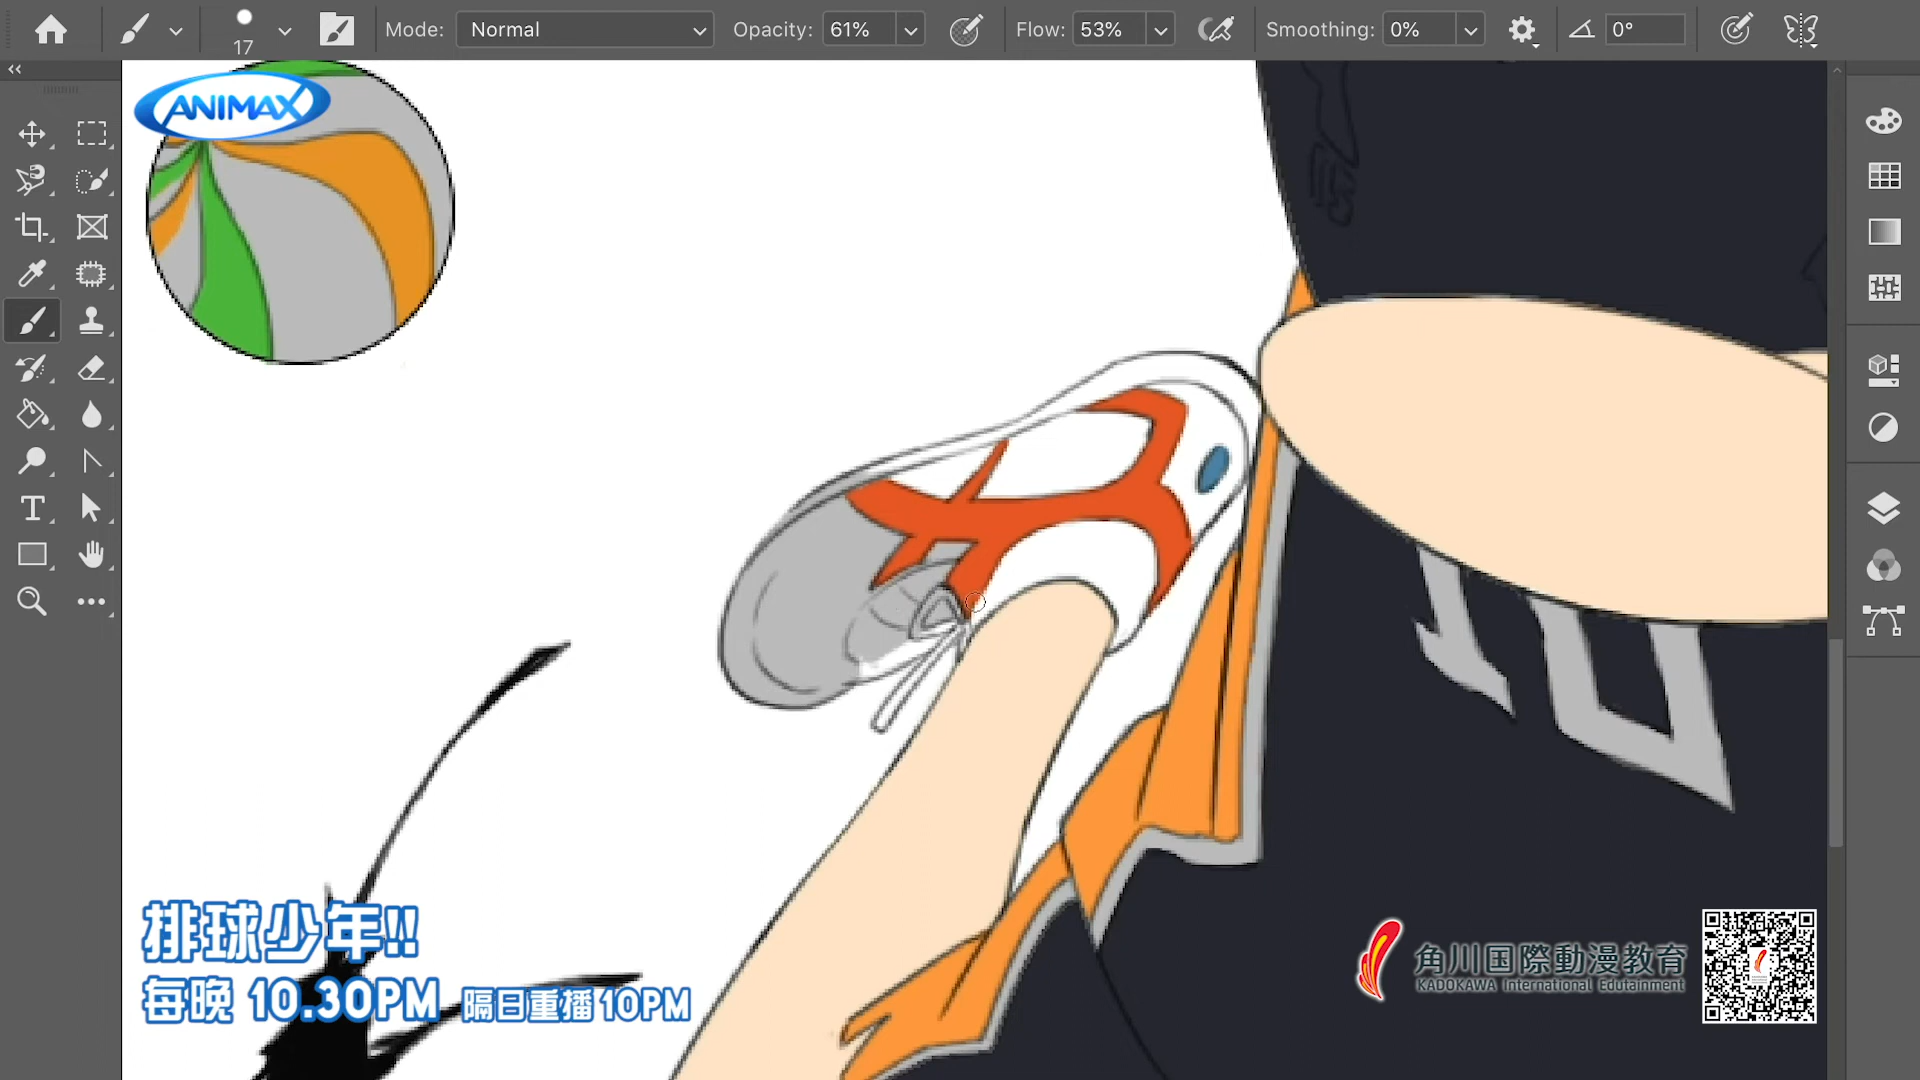 17
Mode: Normal
Opacity: 61%
Flow: 53%
Smoothing: 0%
0°
ANIMAX
排球少年!!
每晚 10.30PM 隔日重播10PM
角川国際動漫教育
KADOKAWA International Edutainment